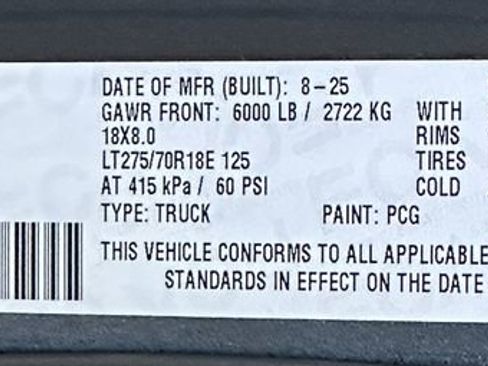 DATE OF MFR (BUILT): 8-25
GAWR FRONT: 6000 LB / 2722 KG WITH
18X8.0 RIMS
LT275/70R18E 125 TIRES
AT 415 kPa / 60 PSI COLD
TYPE: TRUCK PAINT: PCG
THIS VEHICLE CONFORMS TO ALL APPLICABLE
STANDARDS IN EFFECT ON THE DATE